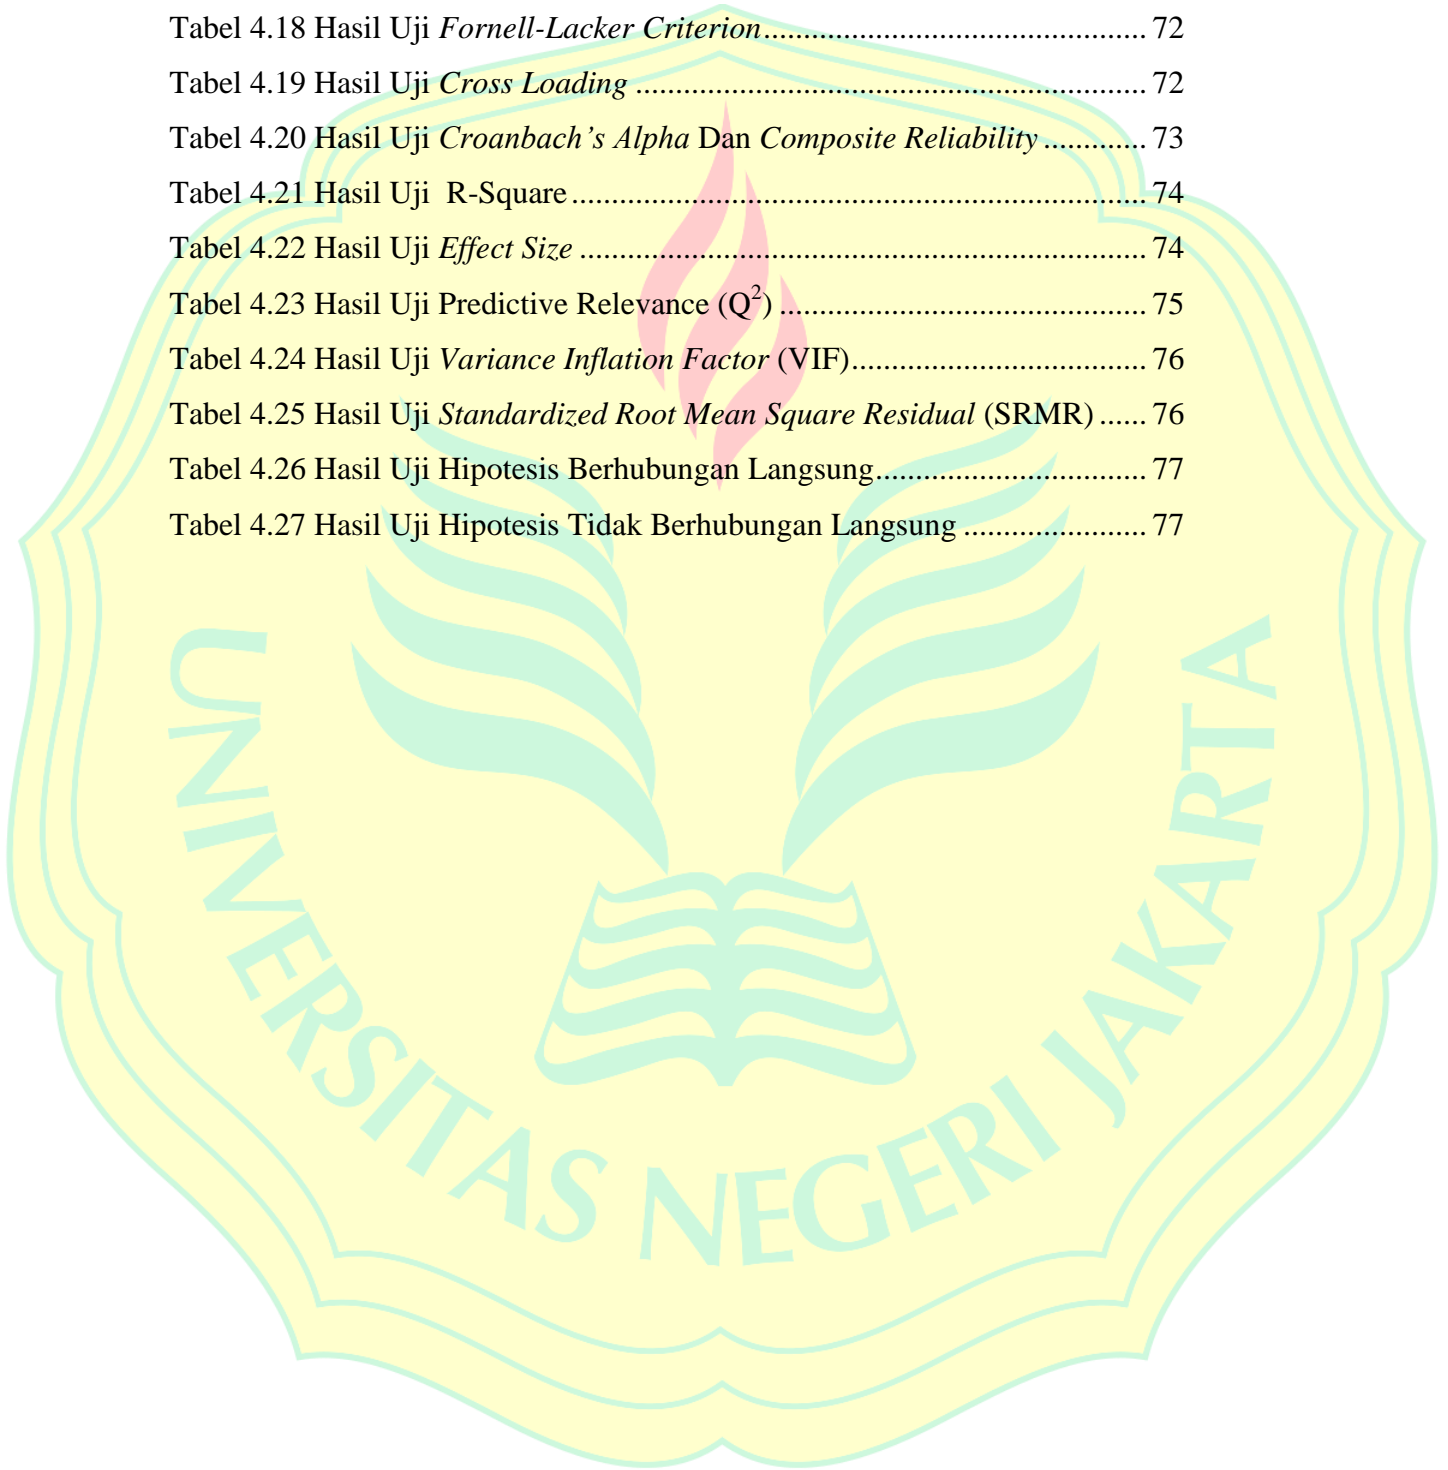 Tabel 4.18 Hasil Uji Fornell-Lacker Criterion................................................ 72
Tabel 4.19 Hasil Uji Cross Loading ................................................................ 72
Tabel 4.20 Hasil Uji Croanbach’s Alpha Dan Composite Reliability ............. 73
Tabel 4.21 Hasil Uji  R-Square........................................................................ 74
Tabel 4.22 Hasil Uji Effect Size ....................................................................... 74
Tabel 4.23 Hasil Uji Predictive Relevance (Q²) .............................................. 75
Tabel 4.24 Hasil Uji Variance Inflation Factor (VIF)..................................... 76
Tabel 4.25 Hasil Uji Standardized Root Mean Square Residual (SRMR) ...... 76
Tabel 4.26 Hasil Uji Hipotesis Berhubungan Langsung.................................. 77
Tabel 4.27 Hasil Uji Hipotesis Tidak Berhubungan Langsung ....................... 77
UNIVERSITAS NEGERI JAKARTA